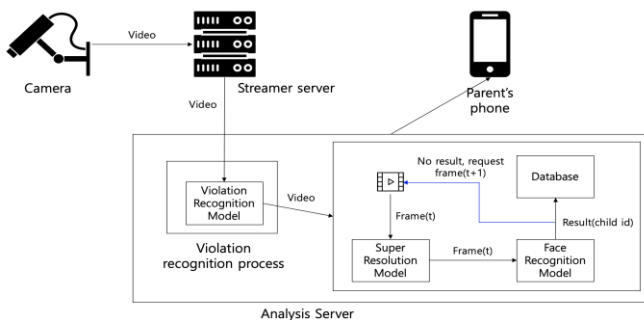 Video
Camera
Streamer server
Parent's
phone
Video
No result, request
frame(t+1)
Database
Violation
Recognition
Model
Video
Frame(t)
Result(child id)
Violation
recognition process
Super
Resolution
Model
Frame(t)
Face
Recognition
Model
Analysis Server